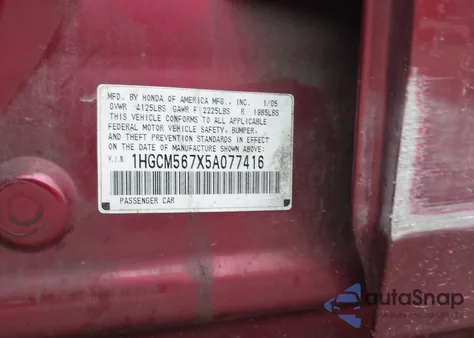 MFD. BY HONDA OF AMERICA MFG., INC. 1/05
GVWR 4125LBS GAWR F 2225LBS R 1985LBS
THIS VEHICLE CONFORMS TO ALL APPLICABLE
FEDERAL MOTOR VEHICLE SAFETY, BUMPER,
AND THEFT PREVENTION STANDARDS IN EFFECT
ON THE DATE OF MANUFACTURE SHOWN ABOVE.
V.I.N. 1HGCM567X5A077416
PASSENGER CAR
autaSnap